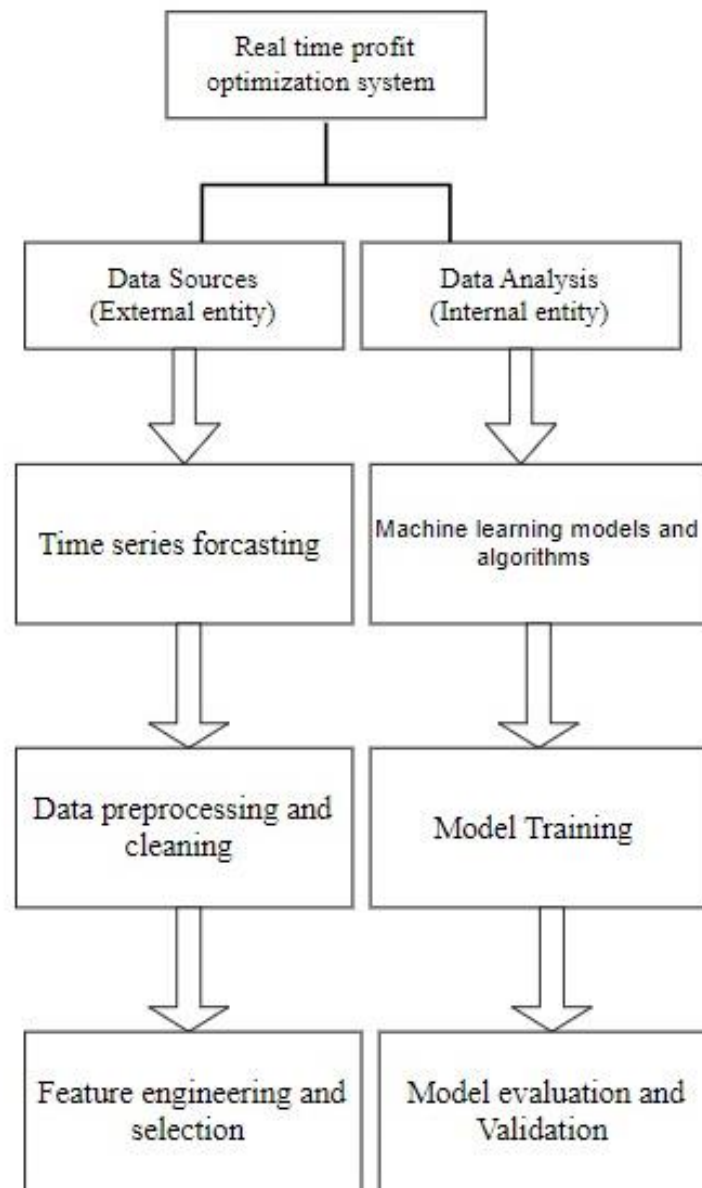 Real time profit
optimization system
Data Sources
(External entity)
Data Analysis
(Internal entity)
Time series forcasting
Machine learning models and
algorithms
Data preprocessing and
cleaning
Model Training
Feature engineering and
selection
Model evaluation and
Validation